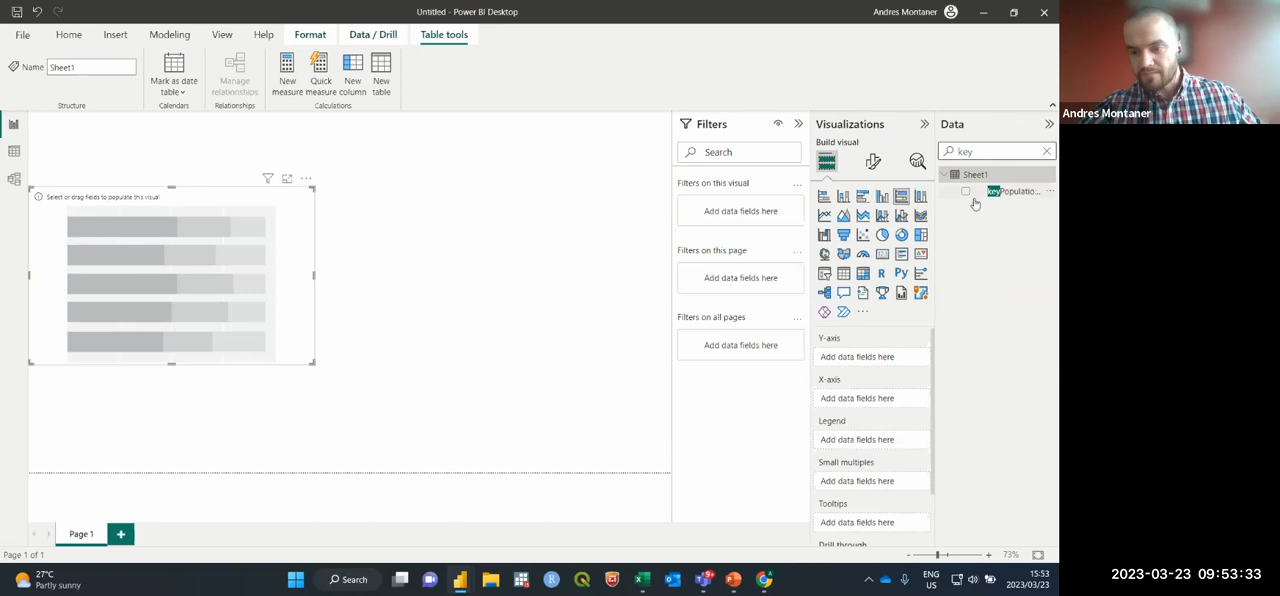 Untitled - Power BI Desktop
Andres Montaner
File Home Insert Modeling View Help Format Data / Drill Table tools
Name Sheet1
Mark as date table
Manage relationships
New measure
Quick measure
New column
New table
Structure
Calendars
Relationships
Calculations
Select or drag fields to populate this visual
Filters
Search
Filters on this visual
Add data fields here
Filters on this page
Add data fields here
Filters on all pages
Add data fields here
Visualizations
Build visual
R Py
Y-axis
Add data fields here
X-axis
Add data fields here
Legend
Add data fields here
Small multiples
Add data fields here
Tooltips
Add data fields here
Drill through
Data
key
Sheet1
keyPopulatio...
Andres Montaner
Page 1
Page 1 of 1
73%
27°C
Partly sunny
Search
ENG
US
15:53
2023/03/23
2023-03-23 09:53:33